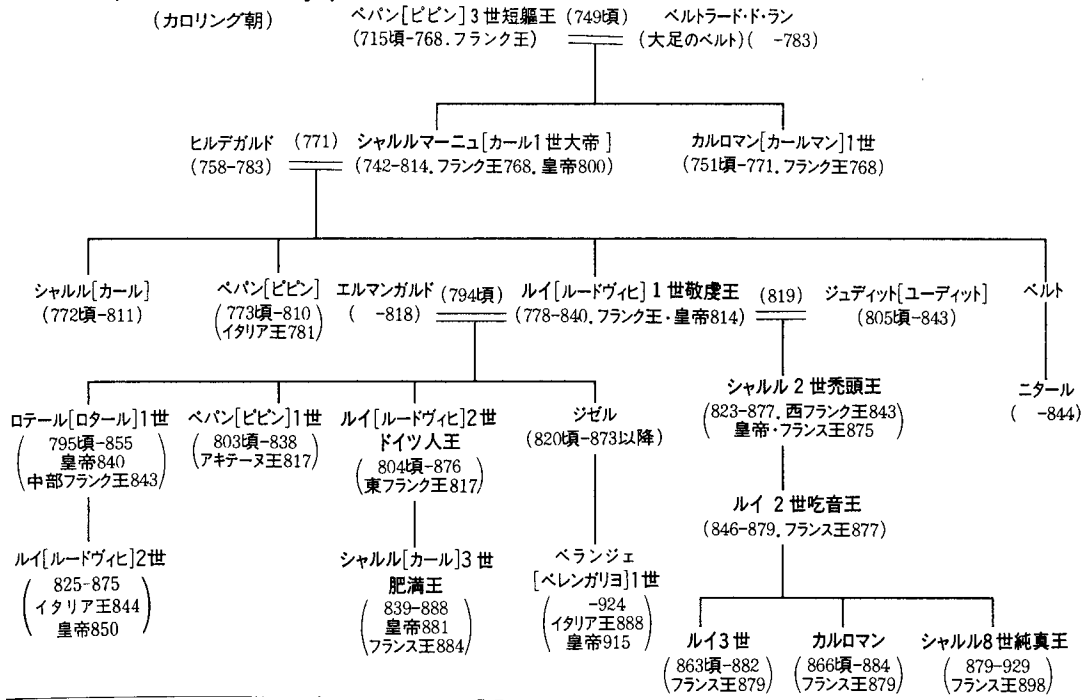 (カロリング朝)
ペパン[ピピン]3世短軀王 (749頃) ベルトラード・ド・ラン
(715頃-768.フランク王) (大足のベルト)( -783)
ヒルデガルド (771) シャルルマーニュ[カール1世大帝] カルロマン[カールマン]1世
(758-783) (742-814.フランク王768.皇帝800) (751頃-771.フランク王768)
シャルル[カール] ペパン[ピピン] エルマンガルド (794頃) ルイ[ルードヴィヒ]1世敬虔王 (819) ジュディット[ユーディット] ベルト
(772頃-811) (773頃-810 ( -818) (778-840.フランク王・皇帝814) (805頃-843)
イタリア王781)
ロテール[ロタール]1世 ペパン[ピピン]1世 ルイ[ルードヴィヒ]2世 ジゼル シャルル2世禿頭王 ニタール
(795頃-855 (803頃-838 ドイツ人王 (820頃-873以降) (823-877.西フランク王843 ( -844)
皇帝840 アキテーヌ王817) (804頃-876 皇帝・フランス王875)
中部フランク王843) 東フランク王817)
ルイ 2世吃音王
(846-879.フランス王877)
ルイ[ルードヴィヒ]2世 シャルル[カール]3世 ベランジェ
(825-875 肥満王 [ベレンガリヨ]1世
イタリア王844 (839-888 ( -924
皇帝850) 皇帝881 イタリア王888
フランス王884) 皇帝915)
ルイ3世 カルロマン シャルル8世純真王
(863頃-882 (866頃-884 (879-929
フランス王879) フランス王879) フランス王898)